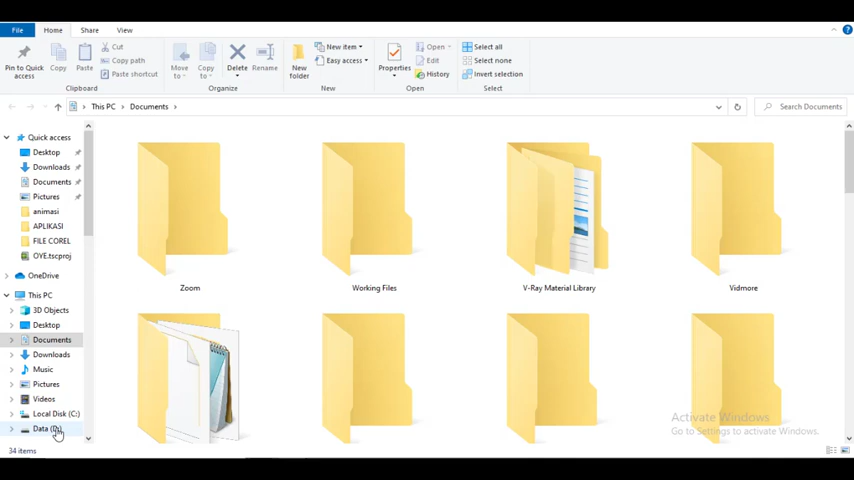 File Home Share View
Pin to Quick access
Copy
Paste
Cut
Copy path
Paste shortcut
Clipboard
Move to
Copy to
Delete
Rename
Organize
New folder
New item
Easy access
New
Properties
Open
Edit
History
Open
Select all
Select none
Invert selection
Select
This PC > Documents >
Search Documents
Quick access
Desktop
Downloads
Documents
Pictures
animasi
APLIKASI
FILE COREL
OYE.tscproj
OneDrive
This PC
3D Objects
Desktop
Documents
Downloads
Music
Pictures
Videos
Local Disk (C:)
Data (D:)
Zoom
Working Files
V-Ray Material Library
Vidmore
Activate Windows
Go to Settings to activate Windows.
34 items